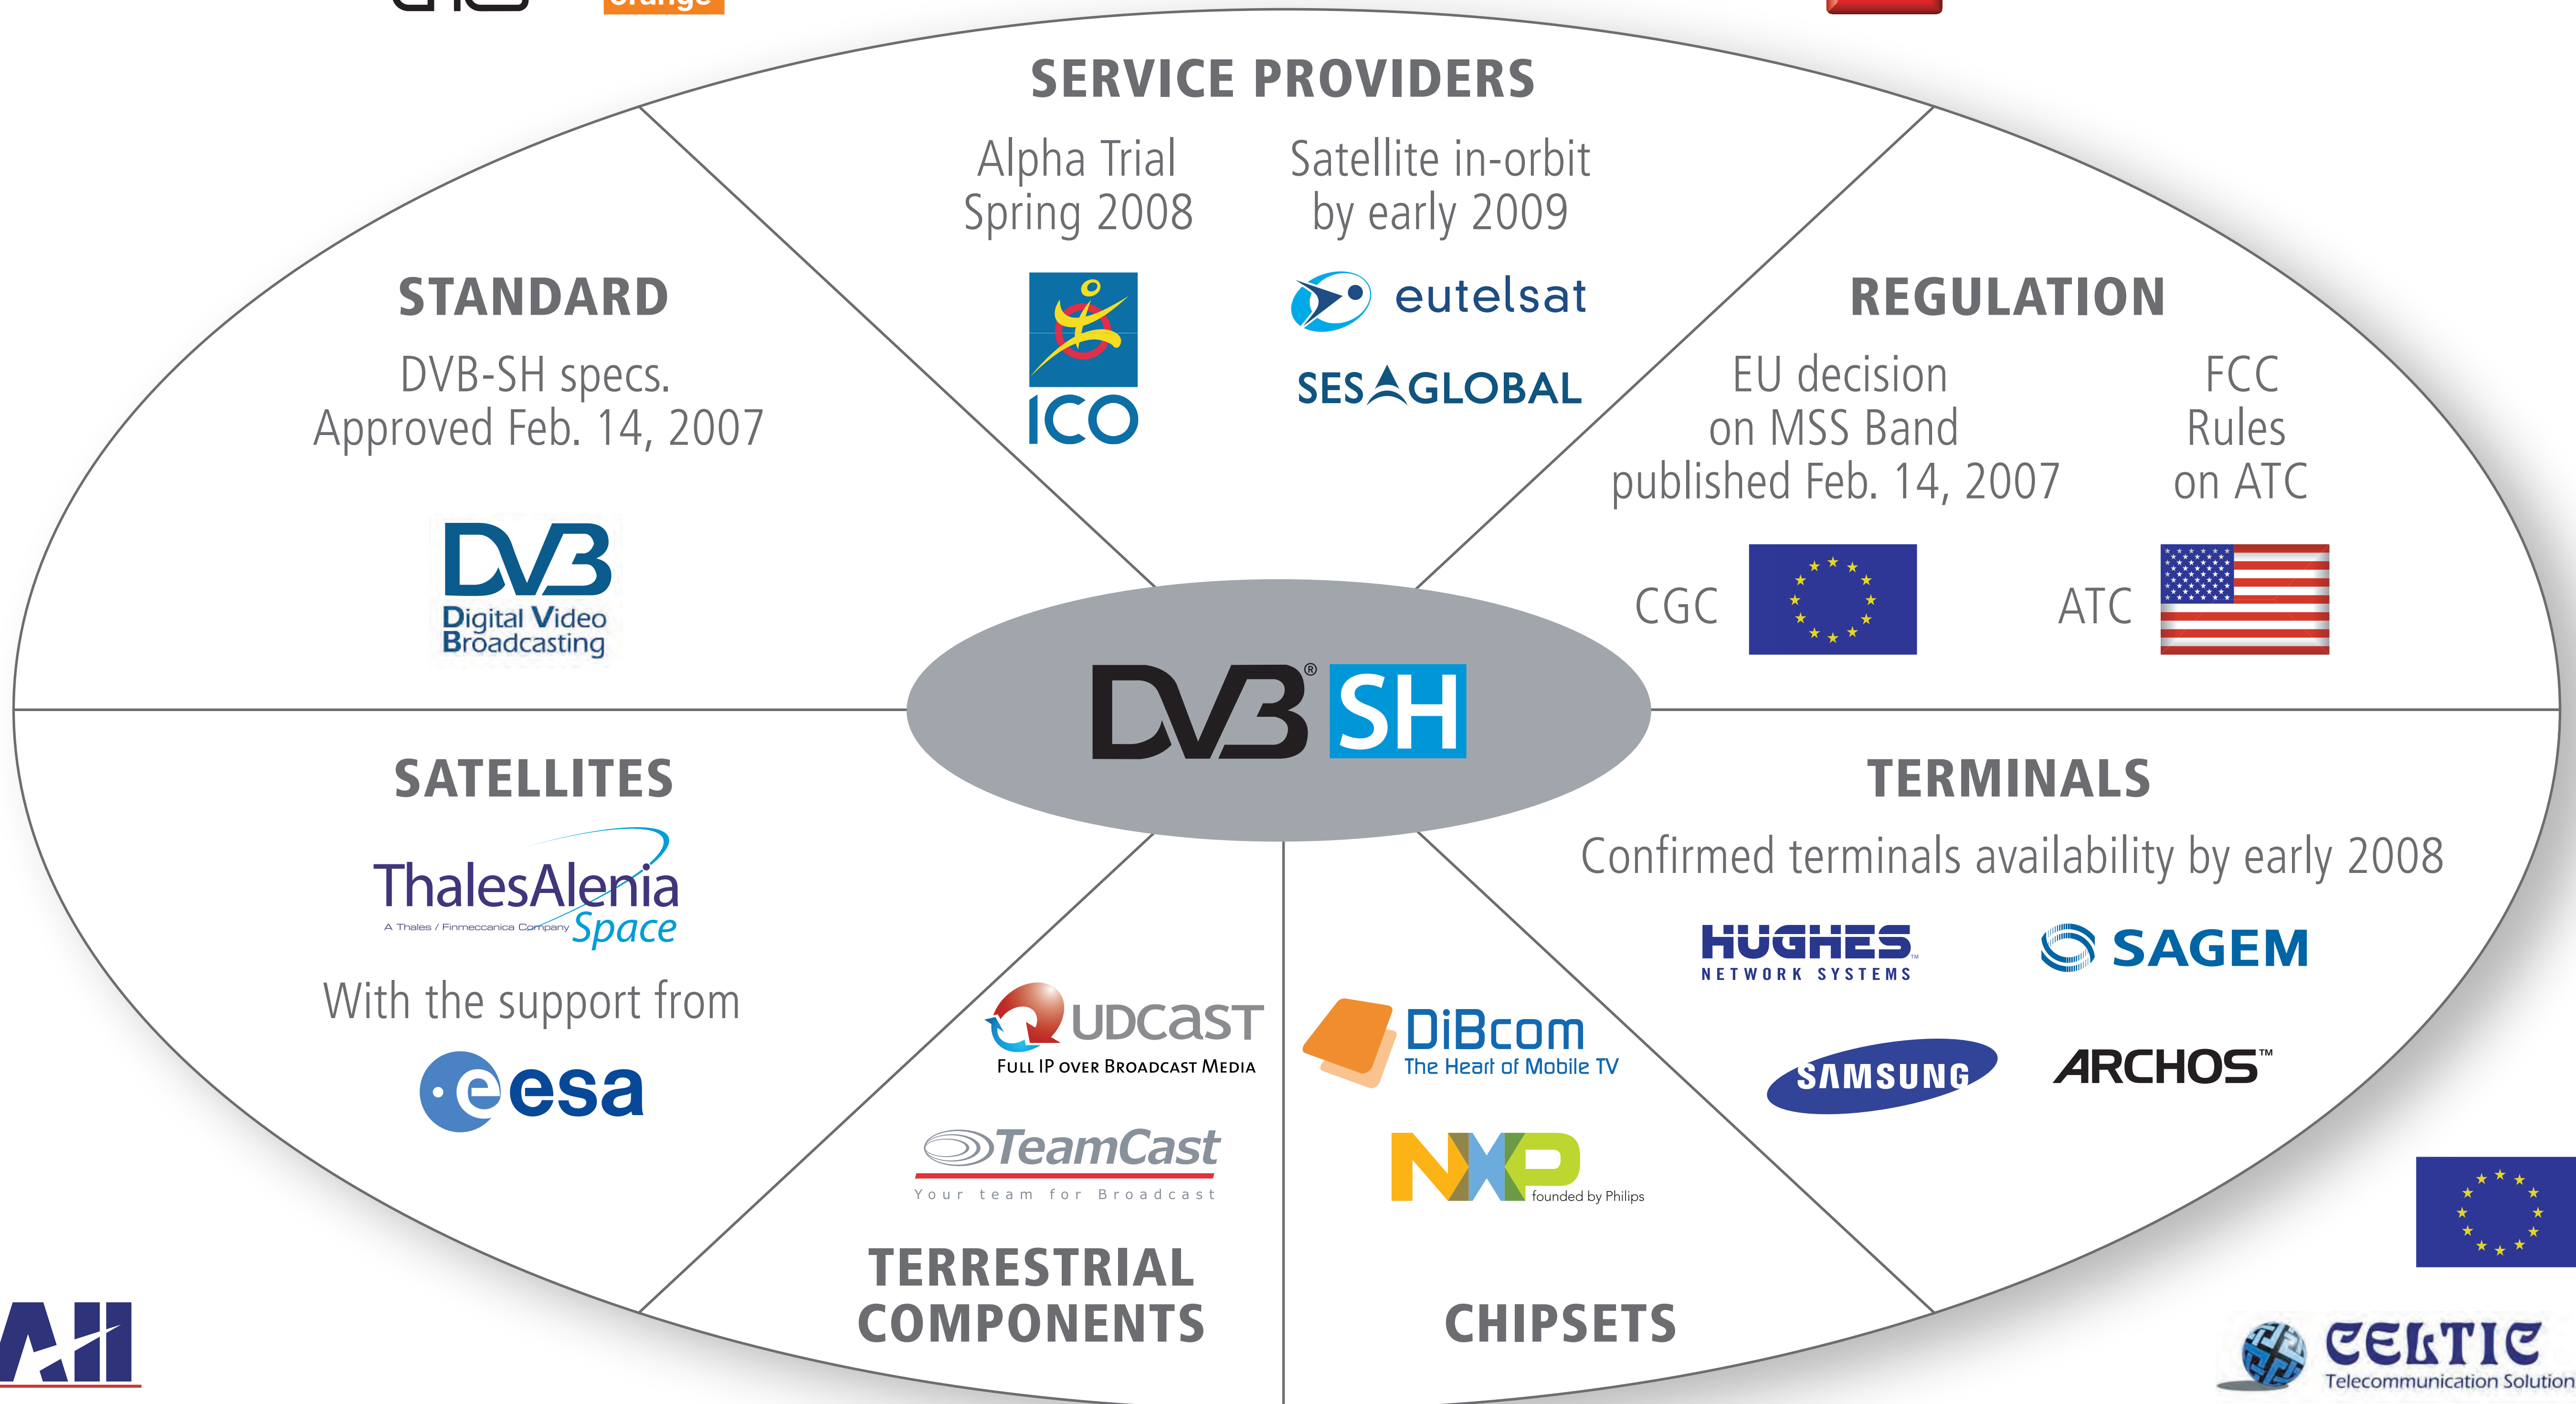 orange
SERVICE PROVIDERS
Alpha Trial
Spring 2008
Satellite in-orbit
by early 2009
ICO
eutelsat
SES GLOBAL
STANDARD
DVB-SH specs.
Approved Feb. 14, 2007
DVB
Digital Video
Broadcasting
REGULATION
EU decision
on MSS Band
published Feb. 14, 2007
FCC
Rules
on ATC
CGC
ATC
DVB® SH
SATELLITES
ThalesAlenia
A Thales / Finmeccanica Company Space
With the support from
esa
TERMINALS
Confirmed terminals availability by early 2008
HUGHES™
NETWORK SYSTEMS
SAGEM
SAMSUNG
ARCHOS™
UDCAST
FULL IP OVER BROADCAST MEDIA
TeamCast
Your team for Broadcast
TERRESTRIAL
COMPONENTS
DiBcom
The Heart of Mobile TV
NXP
founded by Philips
CHIPSETS
CELTIC
Telecommunication Solution